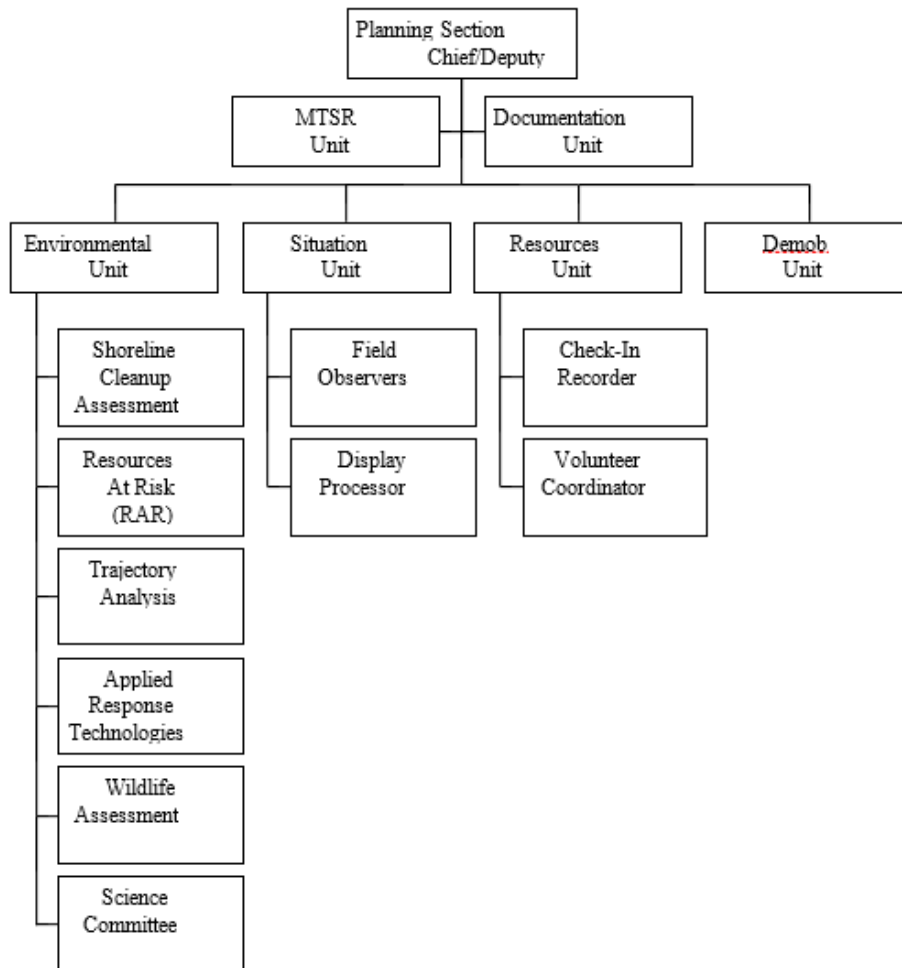 Planning Section
Chief/Deputy
MTSR
Unit
Documentation
Unit
Environmental
Unit
Situation
Unit
Resources
Unit
Demob
Unit
Shoreline
Cleanup
Assessment
Resources
At Risk
(RAR)
Trajectory
Analysis
Applied
Response
Technologies
Wildlife
Assessment
Science
Committee
Field
Observers
Display
Processor
Check-In
Recorder
Volunteer
Coordinator